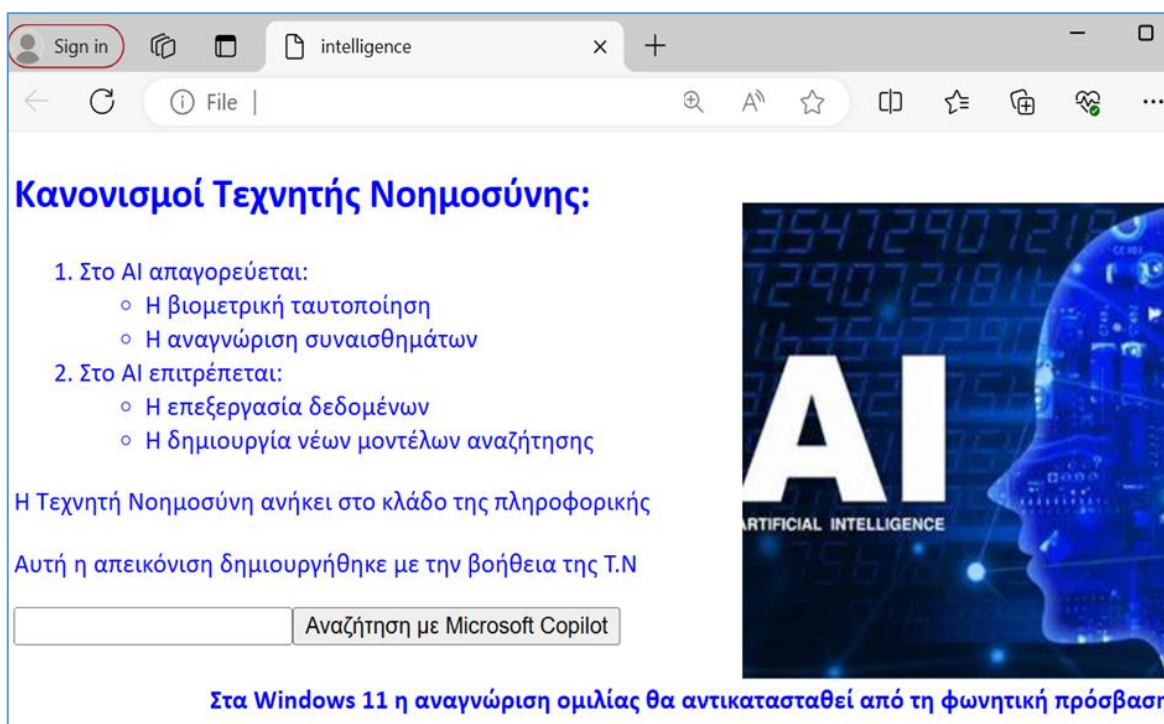 Sign in
intelligence
File
Κανονισμοί Τεχνητής Νοημοσύνης:
1. Στο AI απαγορεύεται:
Η βιομετρική ταυτοποίηση
Η αναγνώριση συναισθημάτων
2. Στο AI επιτρέπεται:
Η επεξεργασία δεδομένων
Η δημιουργία νέων μοντέλων αναζήτησης
Η Τεχνητή Νοημοσύνη ανήκει στο κλάδο της πληροφορικής
Αυτή η απεικόνιση δημιουργήθηκε με την βοήθεια της Τ.Ν
Αναζήτηση με Microsoft Copilot
AI
ARTIFICIAL INTELLIGENCE
Στα Windows 11 η αναγνώριση ομιλίας θα αντικατασταθεί από τη φωνητική πρόσβαση